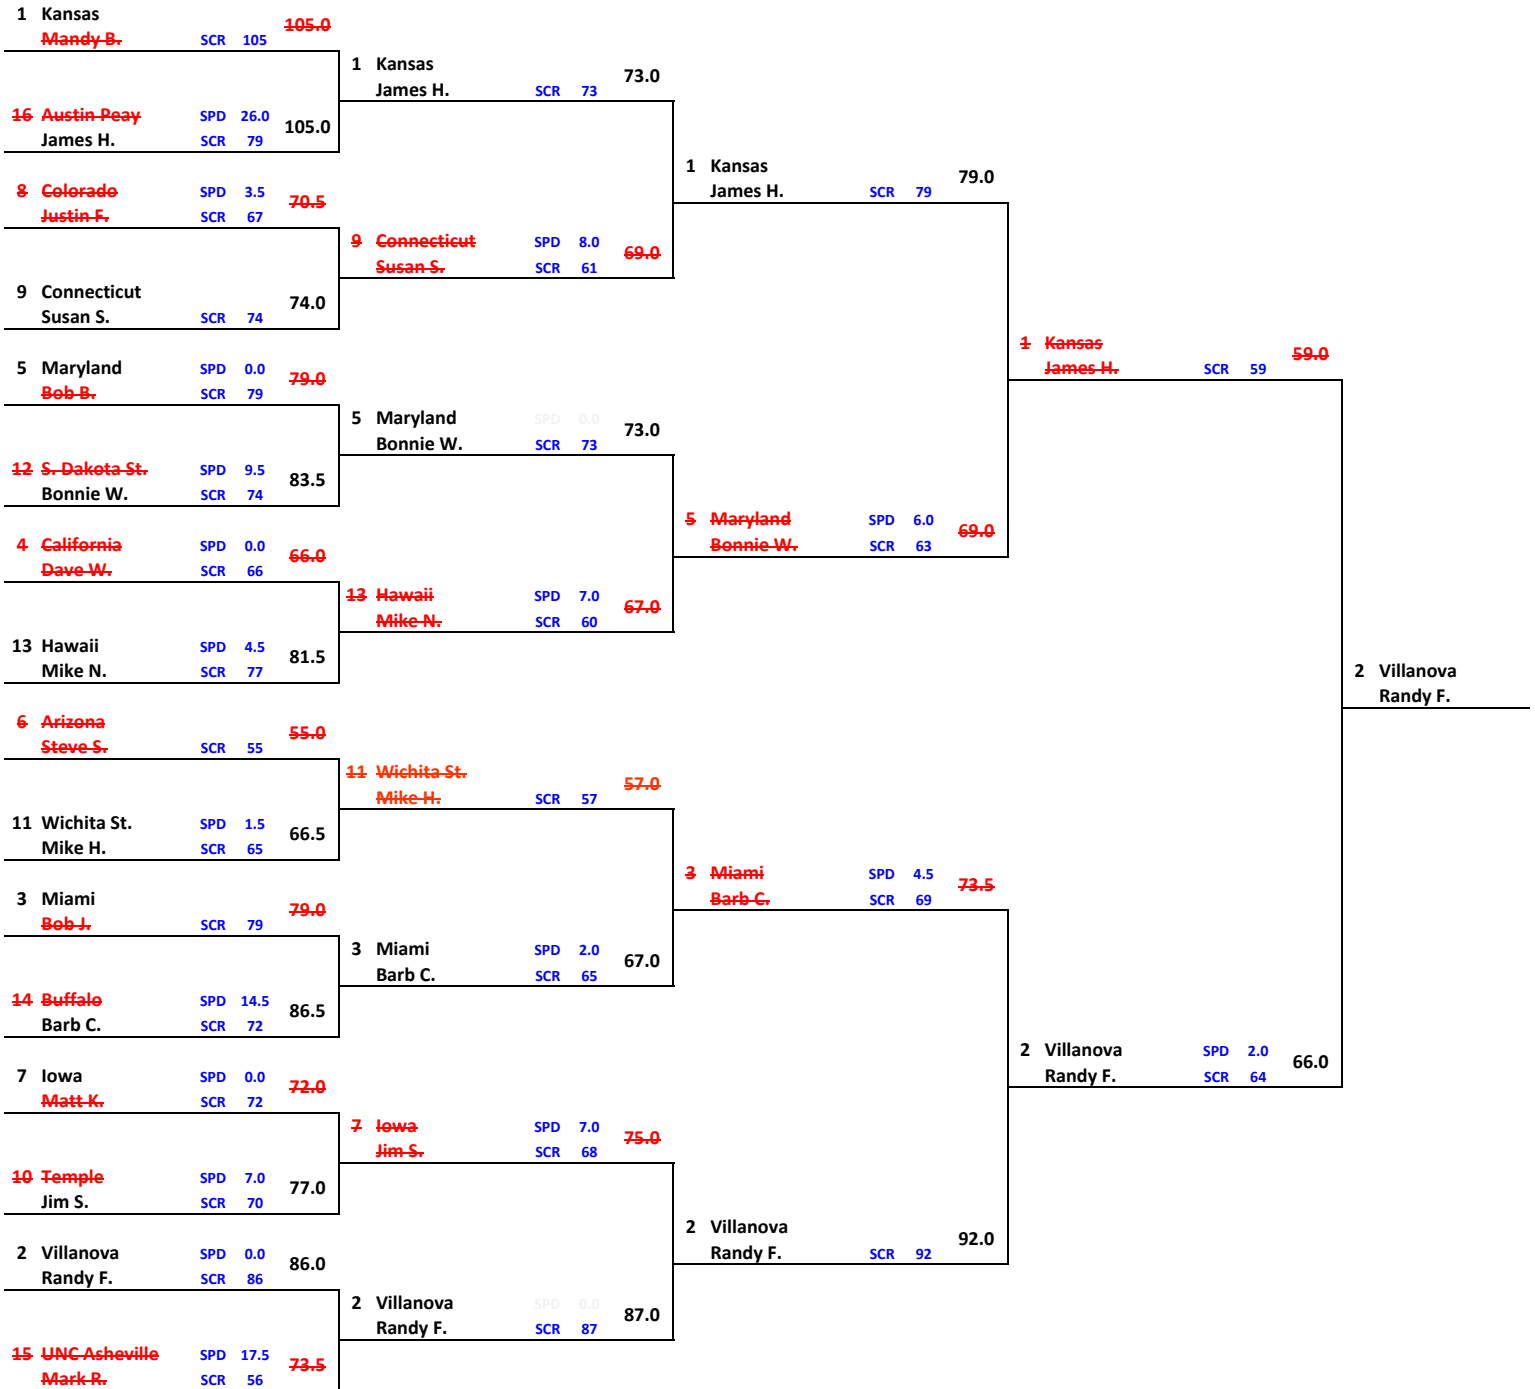 1 Kansas 105.0
Mandy B. SCR 105
16 Austin Peay SPD 26.0 105.0
James H. SCR 79
8 Colorado SPD 3.5 70.5
Justin F. SCR 67
9 Connecticut 74.0
Susan S. SCR 74
5 Maryland SPD 0.0 79.0
Bob B. SCR 79
12 S. Dakota St. SPD 9.5 83.5
Bonnie W. SCR 74
4 California SPD 0.0 66.0
Dave W. SCR 66
13 Hawaii SPD 4.5 81.5
Mike N. SCR 77
6 Arizona 55.0
Steve S. SCR 55
11 Wichita St. SPD 1.5 66.5
Mike H. SCR 65
3 Miami 79.0
Bob J. SCR 79
14 Buffalo SPD 14.5 86.5
Barb C. SCR 72
7 Iowa SPD 0.0 72.0
Matt K. SCR 72
10 Temple SPD 7.0 77.0
Jim S. SCR 70
2 Villanova SPD 0.0 86.0
Randy F. SCR 86
15 UNC Asheville SPD 17.5 73.5
Mark R. SCR 56
1 Kansas 73.0
James H. SCR 73
9 Connecticut SPD 8.0 69.0
Susan S. SCR 61
5 Maryland SPD 0.0 73.0
Bonnie W. SCR 73
13 Hawaii SPD 7.0 67.0
Mike N. SCR 60
11 Wichita St. 57.0
Mike H. SCR 57
3 Miami SPD 2.0 67.0
Barb C. SCR 65
7 Iowa SPD 7.0 75.0
Jim S. SCR 68
2 Villanova SPD 0.0 87.0
Randy F. SCR 87
1 Kansas 79.0
James H. SCR 79
5 Maryland SPD 6.0 69.0
Bonnie W. SCR 63
3 Miami SPD 4.5 73.5
Barb C. SCR 69
2 Villanova 92.0
Randy F. SCR 92
1 Kansas 59.0
James H. SCR 59
2 Villanova SPD 2.0 66.0
Randy F. SCR 64
2 Villanova
Randy F.